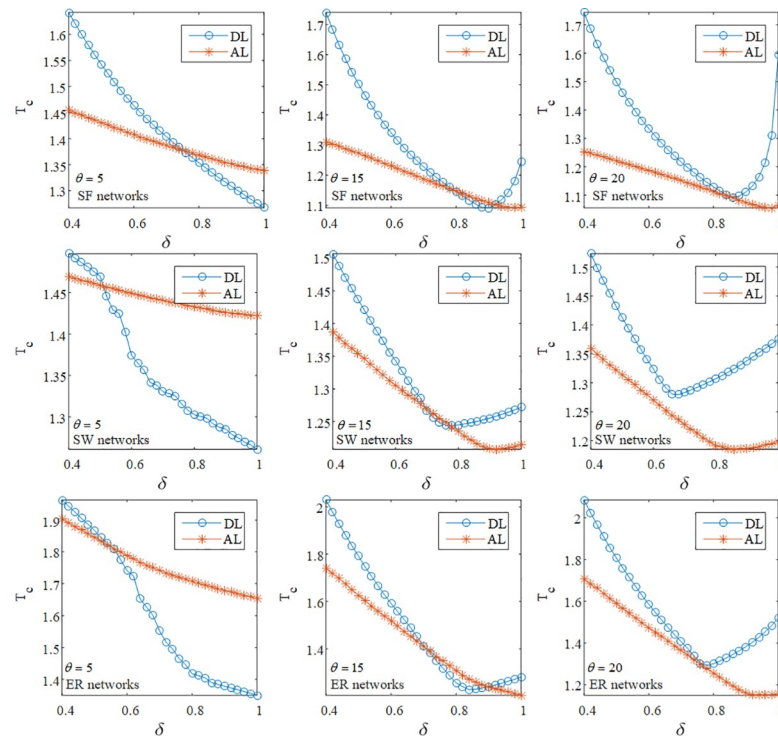 1.6
1.55
1.5
1.45
1.4
1.35
1.3
T_c
DL
AL
θ = 5
SF networks
0.4 0.6 0.8 1
δ
1.7
1.6
1.5
1.4
1.3
1.2
1.1
T_c
DL
AL
θ = 15
SF networks
0.4 0.6 0.8 1
δ
1.7
1.6
1.5
1.4
1.3
1.2
1.1
T_c
DL
AL
θ = 20
SF networks
0.4 0.6 0.8
δ
1.45
1.4
1.35
1.3
T_c
DL
AL
θ = 5
SW networks
0.4 0.6 0.8 1
δ
1.5
1.45
1.4
1.35
1.3
1.25
T_c
DL
AL
θ = 15
SW networks
0.4 0.6 0.8 1
δ
1.5
1.45
1.4
1.35
1.3
1.25
1.2
T_c
DL
AL
θ = 20
SW networks
0.4 0.6 0.8
δ
1.9
1.8
1.7
1.6
1.5
1.4
T_c
DL
AL
θ = 5
ER networks
0.4 0.6 0.8 1
δ
2
1.8
1.6
1.4
T_c
DL
AL
θ = 15
ER networks
0.4 0.6 0.8 1
δ
2
1.8
1.6
1.4
1.2
T_c
DL
AL
θ = 20
ER networks
0.4 0.6 0.8
δ